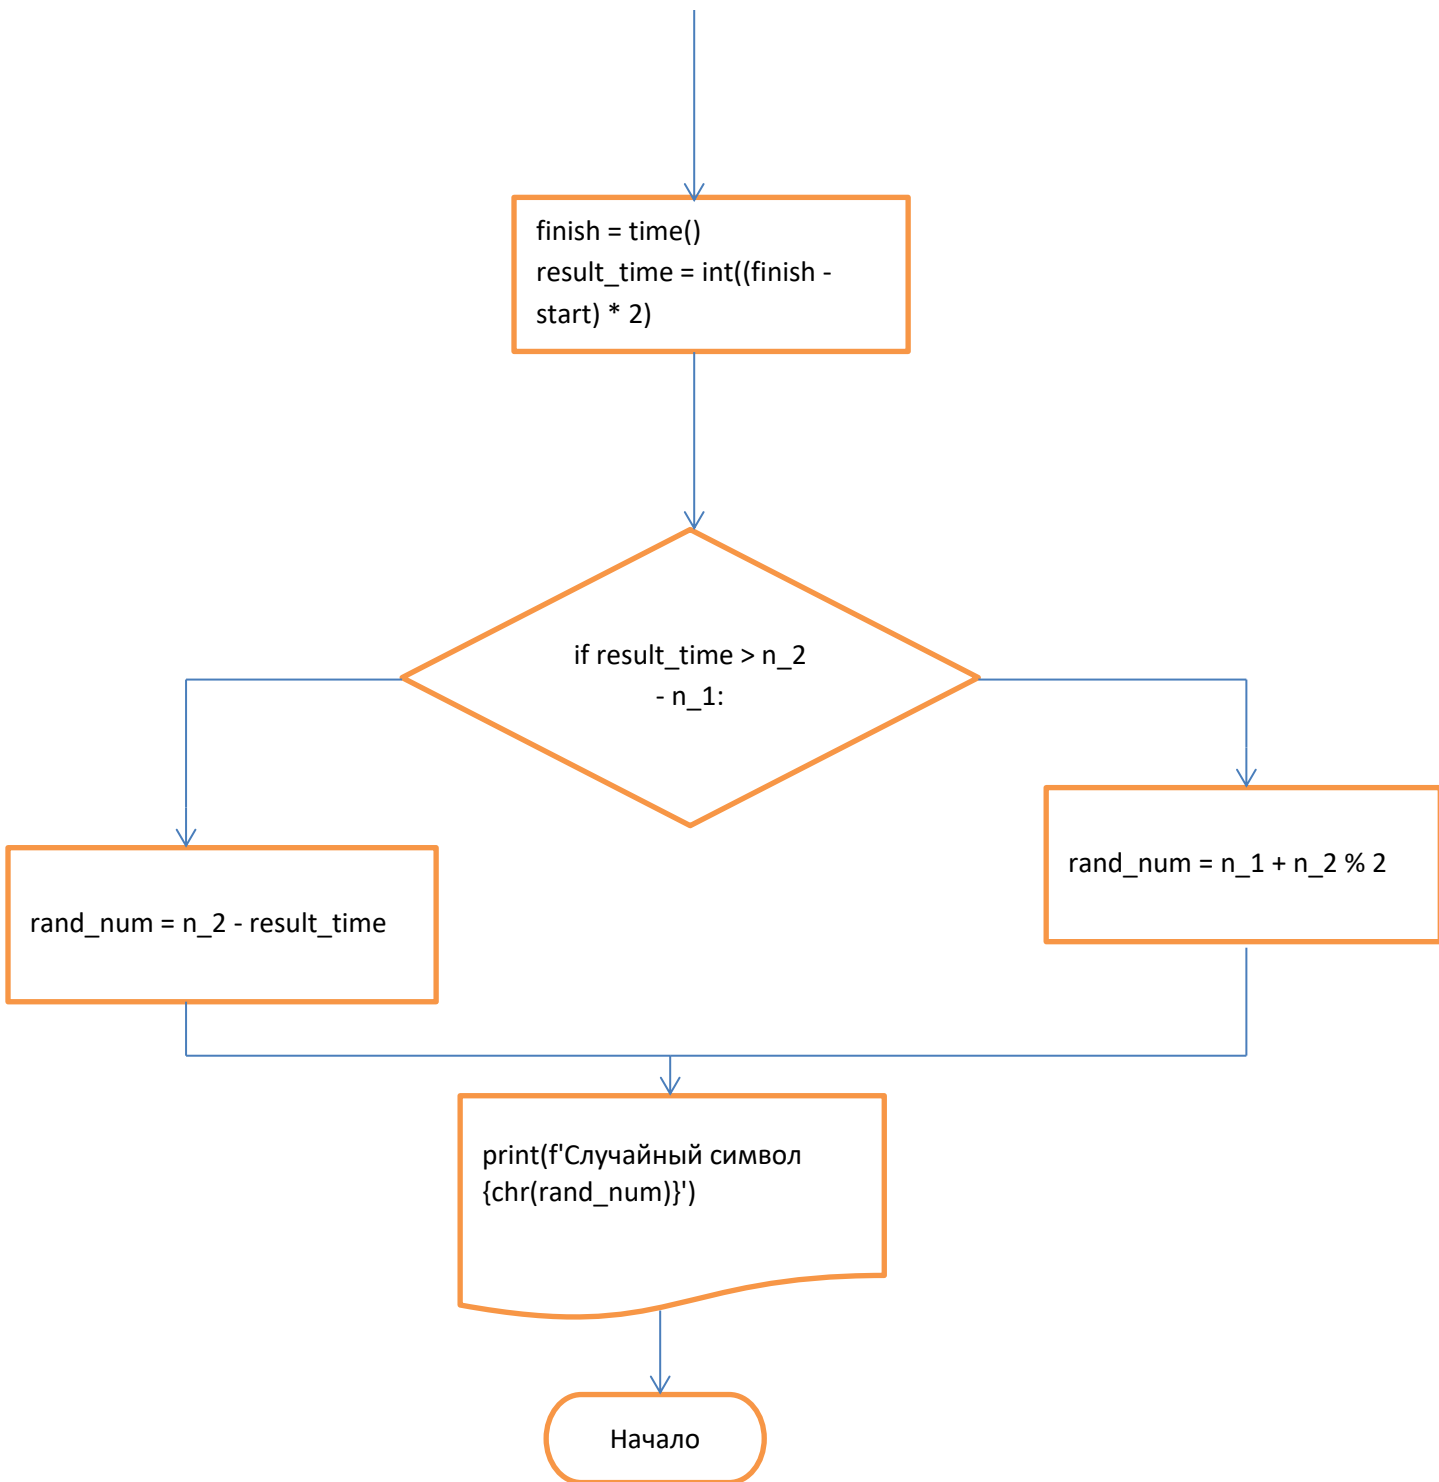 finish = time()
result_time = int((finish -
start) * 2)
if result_time > n_2
- n_1:
rand_num = n_1 + n_2 % 2
rand_num = n_2 - result_time
print(f'Случайный символ
{chr(rand_num)}')
Начало